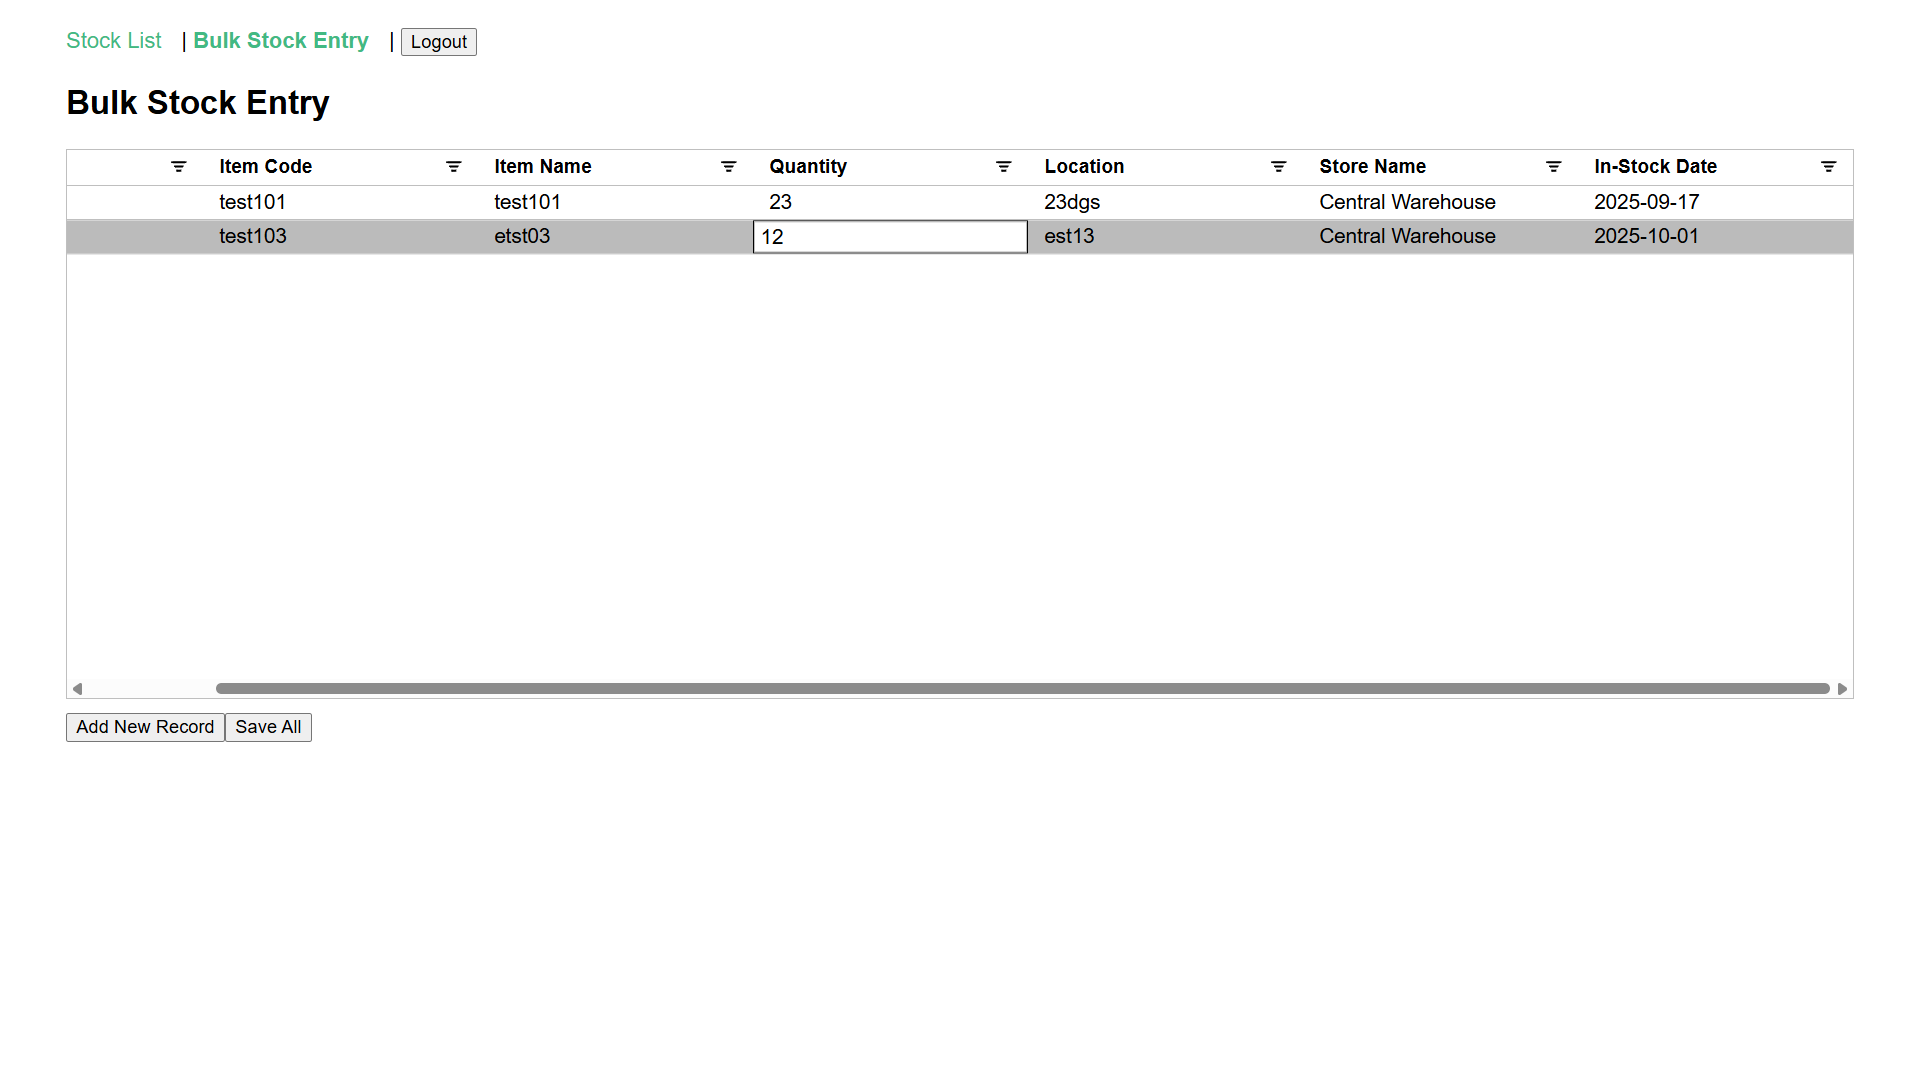 Stock List | Bulk Stock Entry | Logout
Bulk Stock Entry
Item Code Item Name Quantity Location Store Name In-Stock Date
test101 test101 23 23dgs Central Warehouse 2025-09-17
test103 etst03 12 est13 Central Warehouse 2025-10-01
Add New Record Save All